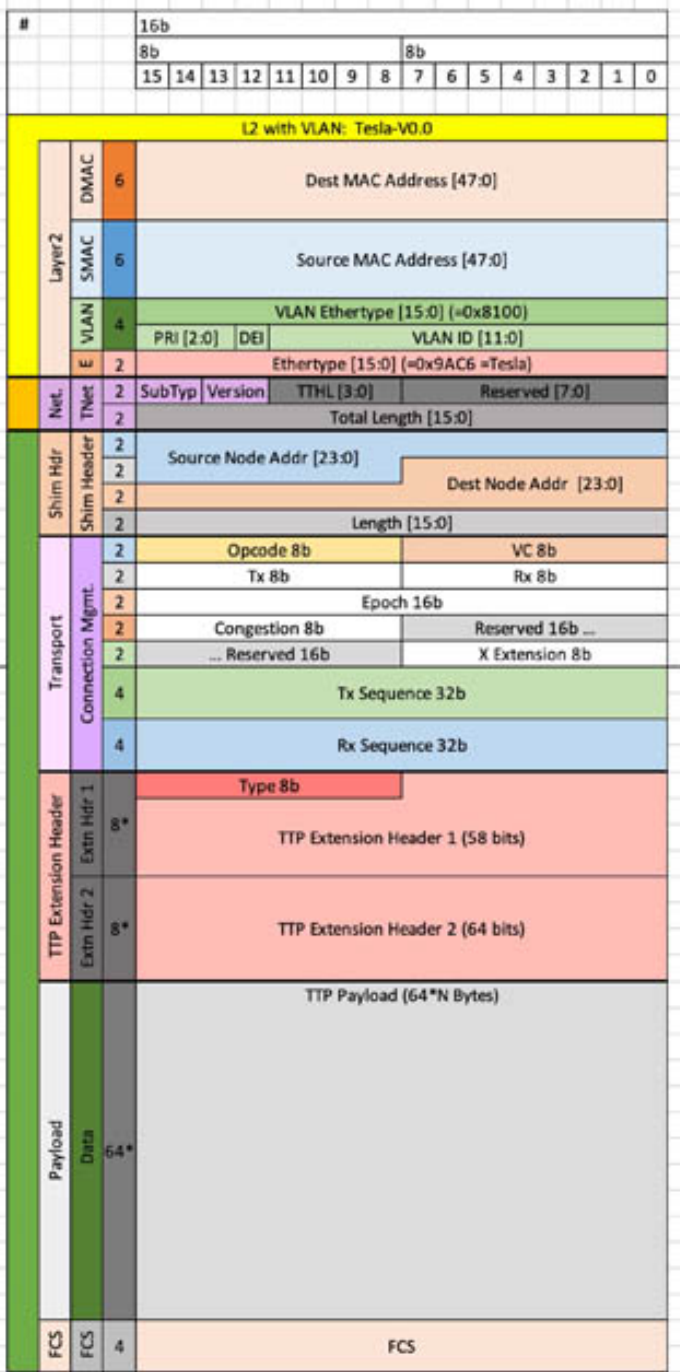 # 16b
8b 8b
15 14 13 12 11 10 9 8 7 6 5 4 3 2 1 0
L2 with VLAN: Tesla-V0.0
Layer2
DMAC 6 Dest MAC Address [47:0]
SMAC 6 Source MAC Address [47:0]
VLAN 4 VLAN Ethertype [15:0] (=0x8100)
PRI [2:0] DEI VLAN ID [11:0]
E 2 Ethertype [15:0] (=0x9AC6 =Tesla)
Net. TNet 2 SubTyp Version TTHL [3:0] Reserved [7:0]
2 Total Length [15:0]
Shim Hdr Shim Header
2 Source Node Addr [23:0]
2
2 Dest Node Addr [23:0]
2 Length [15:0]
Transport Connection Mgmt.
2 Opcode 8b VC 8b
2 Tx 8b Rx 8b
2 Epoch 16b
2 Congestion 8b Reserved 16b ...
2 ... Reserved 16b X Extension 8b
4 Tx Sequence 32b
4 Rx Sequence 32b
TTP Extension Header
Type 8b
Extn Hdr 1 8* TTP Extension Header 1 (58 bits)
Extn Hdr 2 8* TTP Extension Header 2 (64 bits)
TTP Payload (64*N Bytes)
Payload Data 64*
FCS FCS 4 FCS